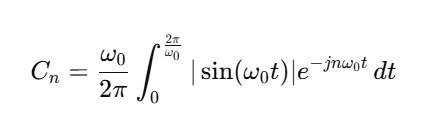 C_n = \frac{\omega_0}{2\pi} \int_0^{\frac{2\pi}{\omega_0}} |\sin(\omega_0 t)| e^{-jn\omega_0 t} \, dt